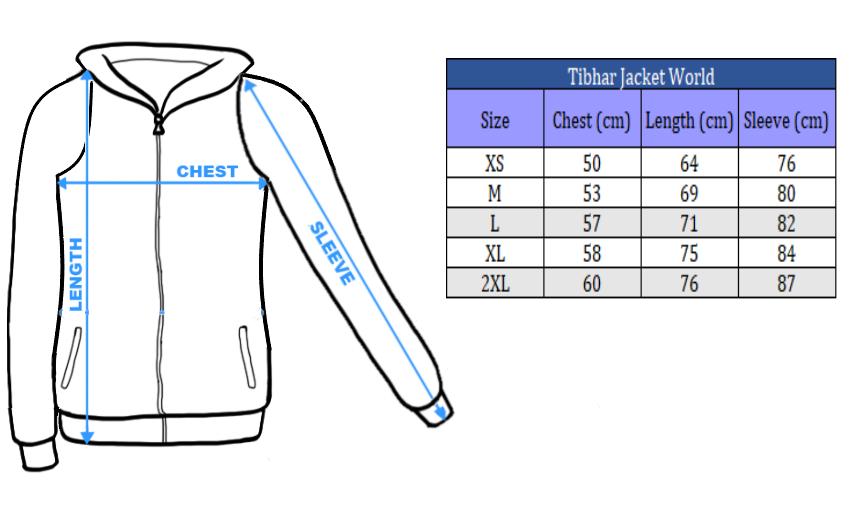 CHEST
LENGTH
SLEEVE
Tibhar Jacket World
Size Chest (cm) Length (cm) Sleeve (cm)
XS 50 64 76
M 53 69 80
L 57 71 82
XL 58 75 84
2XL 60 76 87